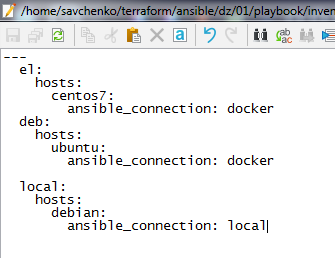 /home/savchenko/terraform/ansible/dz/01/playbook/inven
---
  el:
    hosts:
      centos7:
        ansible_connection: docker
  deb:
    hosts:
      ubuntu:
        ansible_connection: docker

  local:
    hosts:
      debian:
        ansible_connection: local